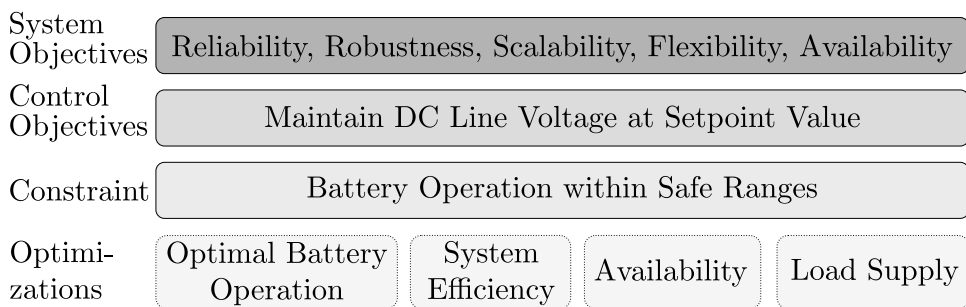 System
Objectives
Reliability, Robustness, Scalability, Flexibility, Availability
Control
Objectives
Maintain DC Line Voltage at Setpoint Value
Constraint
Battery Operation within Safe Ranges
Optimi-
zations
Optimal Battery
Operation
System
Efficiency
Availability
Load Supply